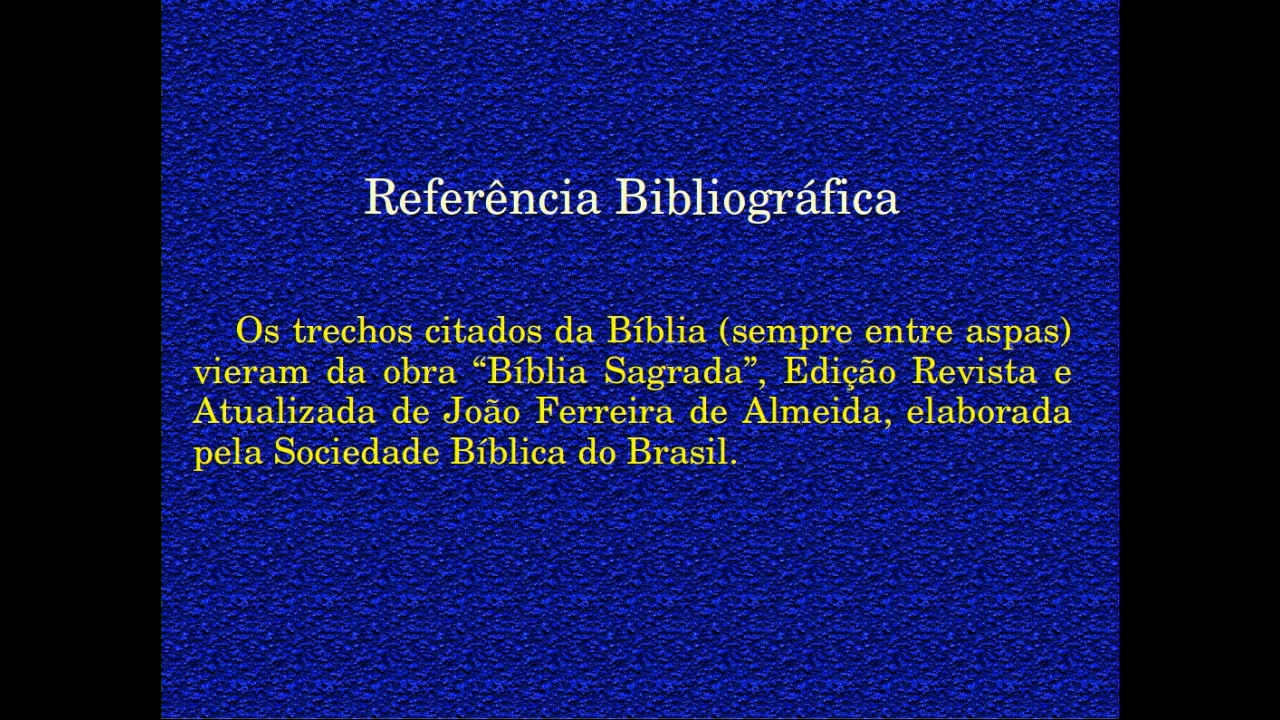 Referência Bibliográfica
Os trechos citados da Bíblia (sempre entre aspas)
vieram da obra “Bíblia Sagrada”, Edição Revista e
Atualizada de João Ferreira de Almeida, elaborada
pela Sociedade Bíblica do Brasil.